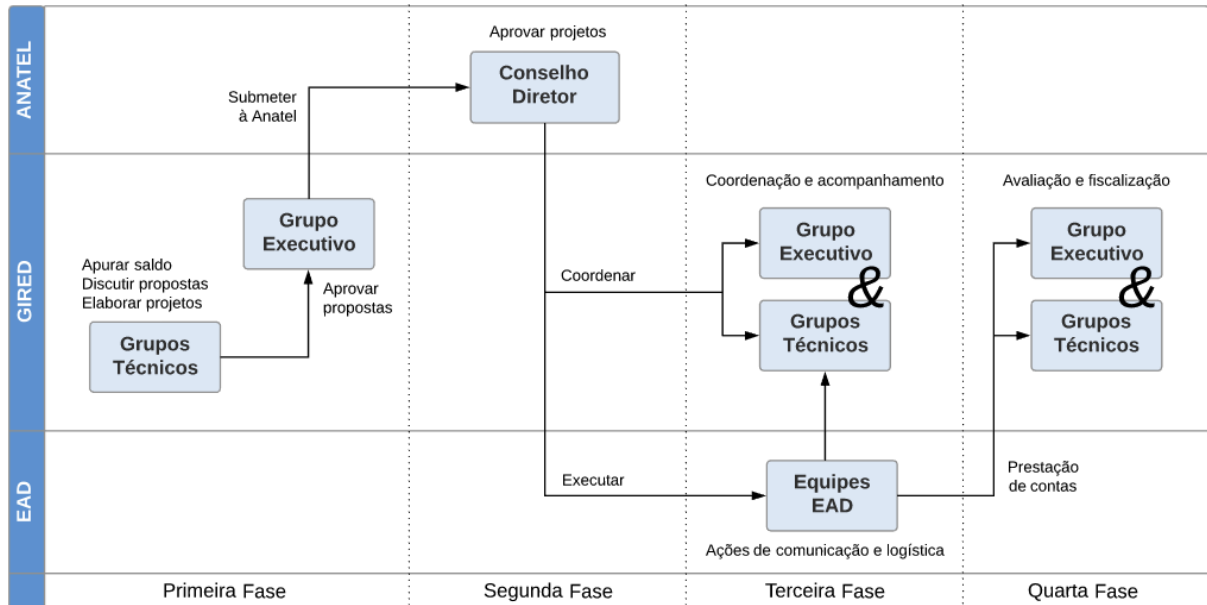 ANATEL
Aprovar projetos
Conselho
Diretor
Submeter
à Anatel
GIRED
Grupo
Executivo
Apurar saldo
Discutir propostas
Elaborar projetos
Aprovar
propostas
Grupos
Técnicos
Coordenar
Coordenação e acompanhamento
Grupo
Executivo
&
Grupos
Técnicos
Avaliação e fiscalização
Grupo
Executivo
&
Grupos
Técnicos
EAD
Executar
Equipes
EAD
Ações de comunicação e logística
Prestação
de contas
Primeira Fase
Segunda Fase
Terceira Fase
Quarta Fase